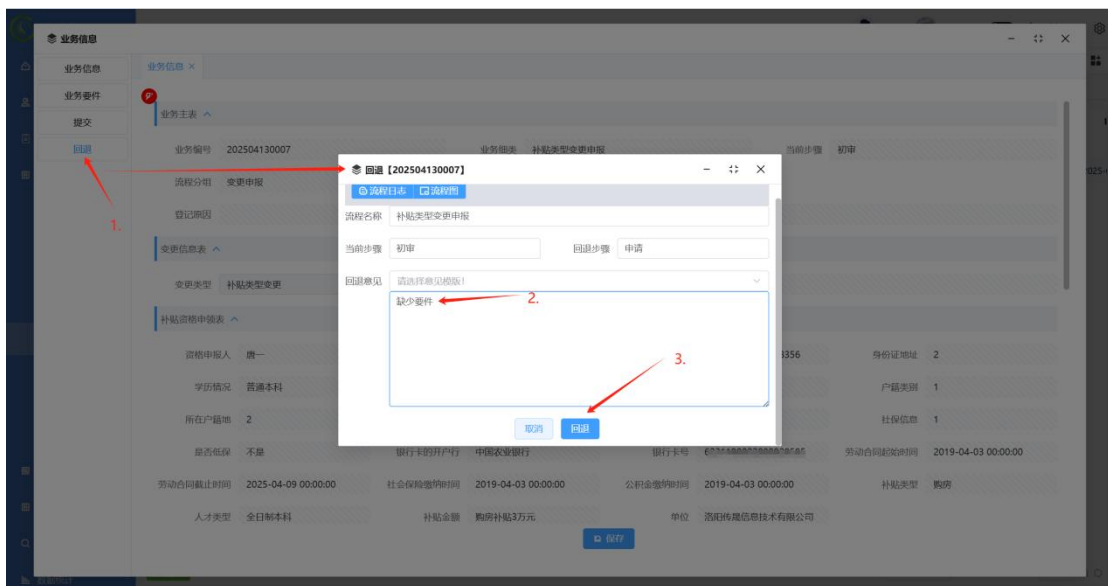 业务信息
业务信息
业务要件
提交
回退
业务信息 ×
业务主表
业务编号 202504130007 业务细类 补贴类型变更申报 当前步骤 初审
流程分组 变更申报
登记原因
变更信息表
变更类型 补贴类型变更
补贴资格申领表
资格申报人 唐一 3356 身份证地址 2
学历情况 普通本科 户籍类别 1
所在户籍地 2 社保信息 1
是否低保 不是 银行卡的开户行 中国农业银行 银行卡号 劳动合同起始时间 2019-04-03 00:00:00
劳动合同截止时间 2025-04-09 00:00:00 社会保险缴纳时间 2019-04-03 00:00:00 公积金缴纳时间 2019-04-03 00:00:00 补贴类型 购房
人才类型 全日制本科 补贴金额 购房补贴3万元 单位 洛阳传晟信息技术有限公司
保存
回退【202504130007】
流程日志 流程图
流程名称 补贴类型变更申报
当前步骤 初审 回退步骤 申请
回退意见 请选择意见模版!
缺少要件
取消 回退
1.
2.
3.
数据统计